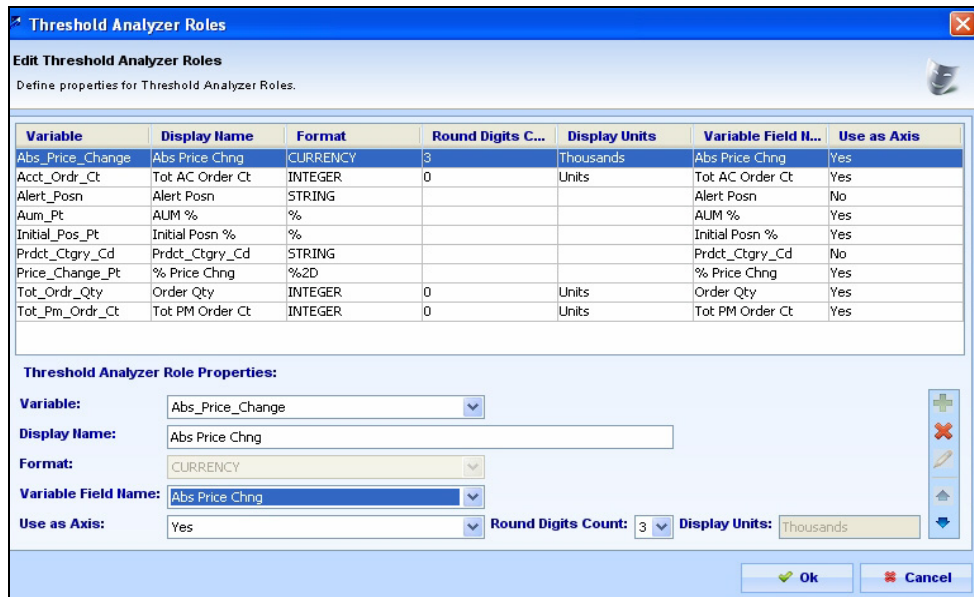 Threshold Analyzer Roles
Edit Threshold Analyzer Roles
Define properties for Threshold Analyzer Roles.
Variable Display Name Format Round Digits C... Display Units Variable Field N... Use as Axis
Abs_Price_Change Abs Price Chng CURRENCY 3 Thousands Abs Price Chng Yes
Acct_Ordr_Ct Tot AC Order Ct INTEGER 0 Units Tot AC Order Ct Yes
Alert_Posn Alert Posn STRING Alert Posn No
Aum_Pt AUM % % AUM % Yes
Initial_Pos_Pt Initial Posn % % Initial Posn % Yes
Prdct_Ctgry_Cd Prdct_Ctgry_Cd STRING Prdct_Ctgry_Cd No
Price_Change_Pt % Price Chng %2D % Price Chng Yes
Tot_Ordr_Qty Order Qty INTEGER 0 Units Order Qty Yes
Tot_Pm_Ordr_Ct Tot PM Order Ct INTEGER 0 Units Tot PM Order Ct Yes
Threshold Analyzer Role Properties:
Variable: Abs_Price_Change
Display Name: Abs Price Chng
Format: CURRENCY
Variable Field Name: Abs Price Chng
Use as Axis: Yes Round Digits Count: 3 Display Units: Thousands
Ok Cancel